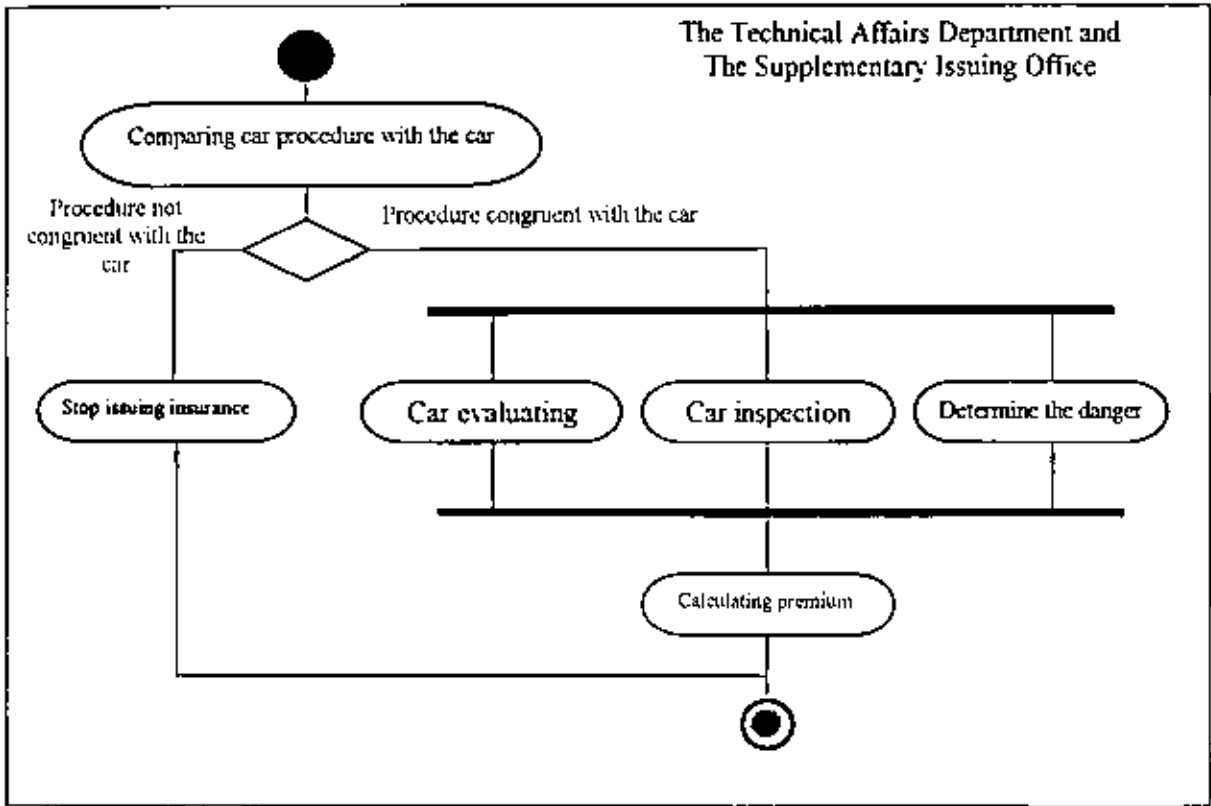 The Technical Affairs Department and
The Supplementary Issuing Office
Comparing car procedure with the car
Procedure not
congruent with the
car
Procedure congruent with the car
Stop issuing insurance
Car evaluating
Car inspection
Determine the danger
Calculating premium